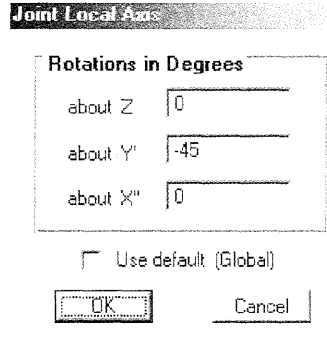 Joint Local Axis
Rotations in Degrees
about Z 0
about Y' -45
about X" 0
Use default (Global)
OK Cancel